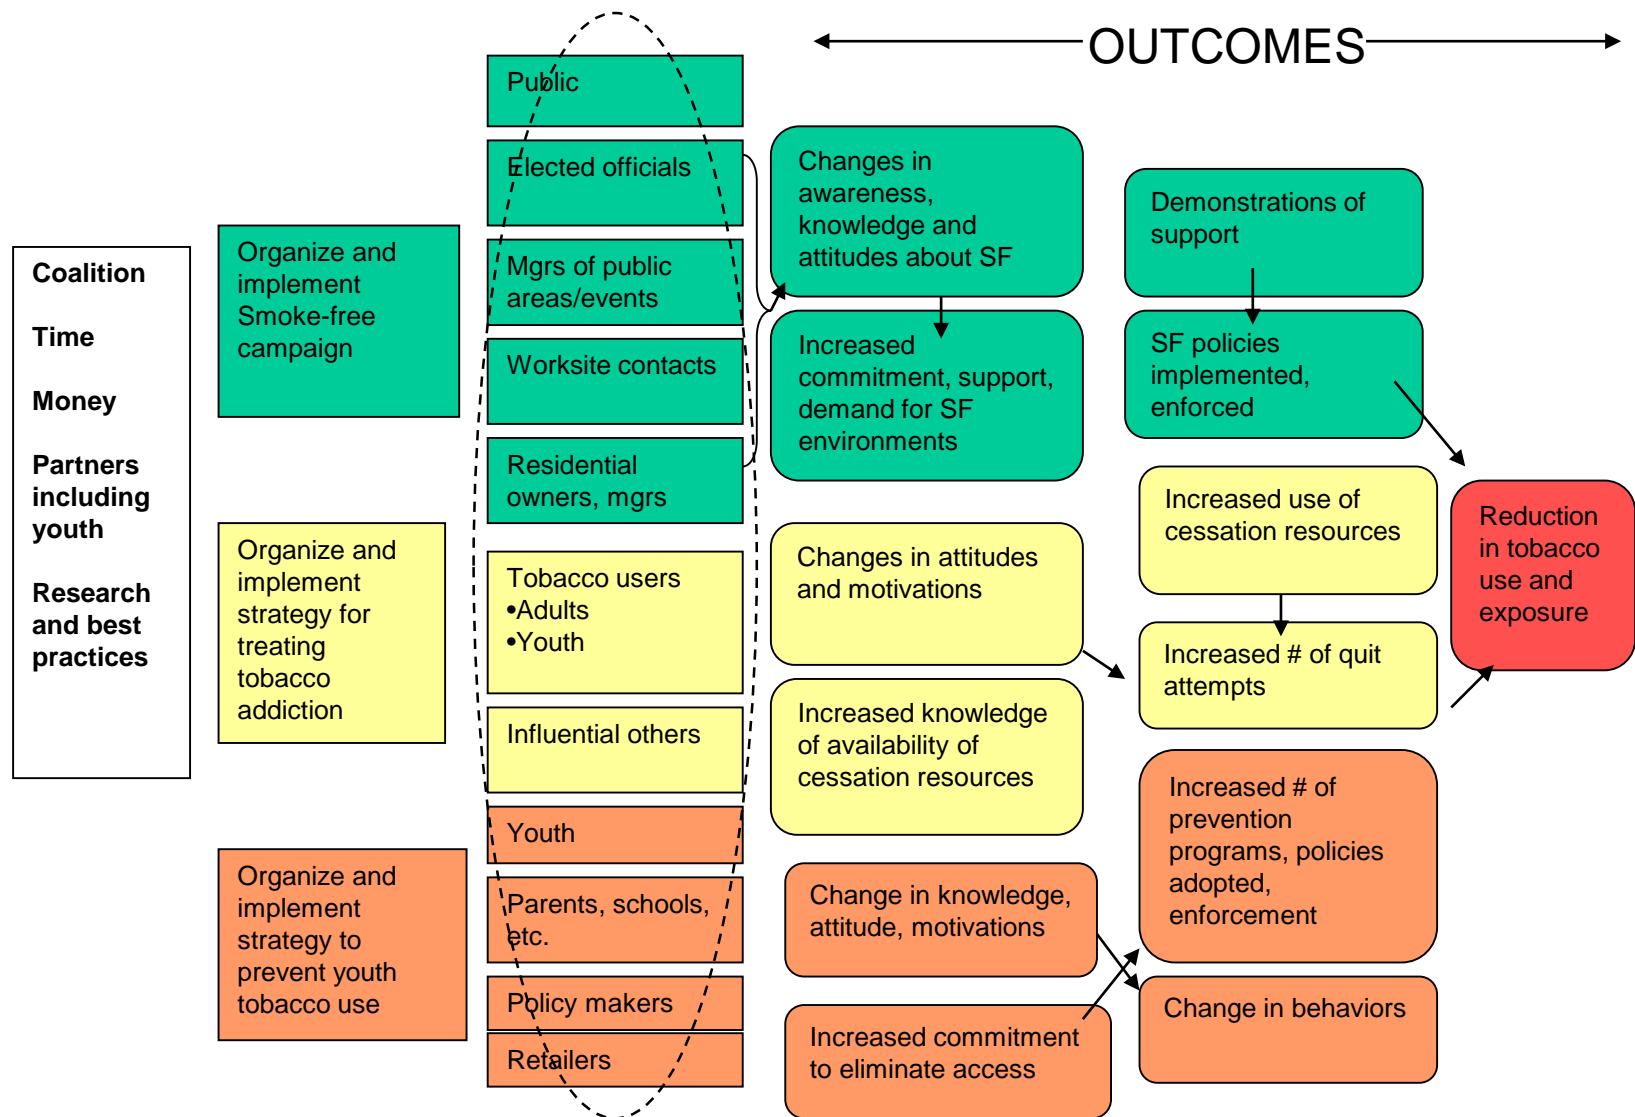 OUTCOMES
Coalition
Time
Money
Partners
including
youth
Research
and best
practices
Organize and
implement
Smoke-free
campaign
Organize and
implement
strategy for
treating
tobacco
addiction
Organize and
implement
strategy to
prevent youth
tobacco use
Public
Elected officials
Mgrs of public
areas/events
Worksite contacts
Residential
owners, mgrs
Tobacco users
•Adults
•Youth
Influential others
Youth
Parents, schools,
etc.
Policy makers
Retailers
Changes in
awareness,
knowledge and
attitudes about SF
Increased
commitment, support,
demand for SF
environments
Changes in attitudes
and motivations
Increased knowledge
of availability of
cessation resources
Change in knowledge,
attitude, motivations
Increased commitment
to eliminate access
Demonstrations of
support
SF policies
implemented,
enforced
Increased use of
cessation resources
Increased # of quit
attempts
Increased # of
prevention
programs, policies
adopted,
enforcement
Change in behaviors
Reduction
in tobacco
use and
exposure